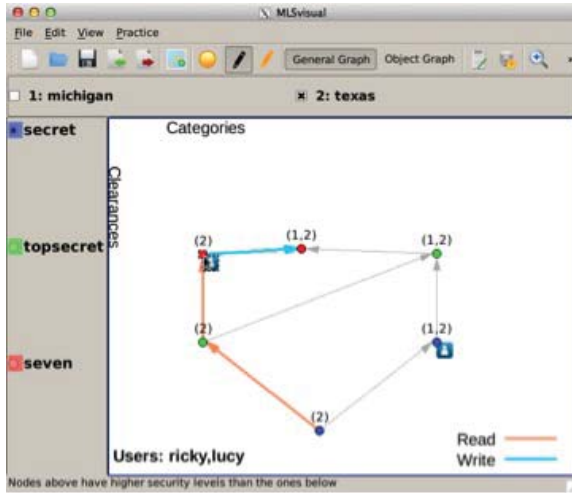 MLSvisual
File Edit View Practice
General Graph Object Graph
1: michigan 2: texas
secret
Categories
Clearances
topsecret
(2) (1,2) (1,2)
(2) (1,2)
seven
(2)
Users: ricky,lucy
Read
Write
Nodes above have higher security levels than the ones below